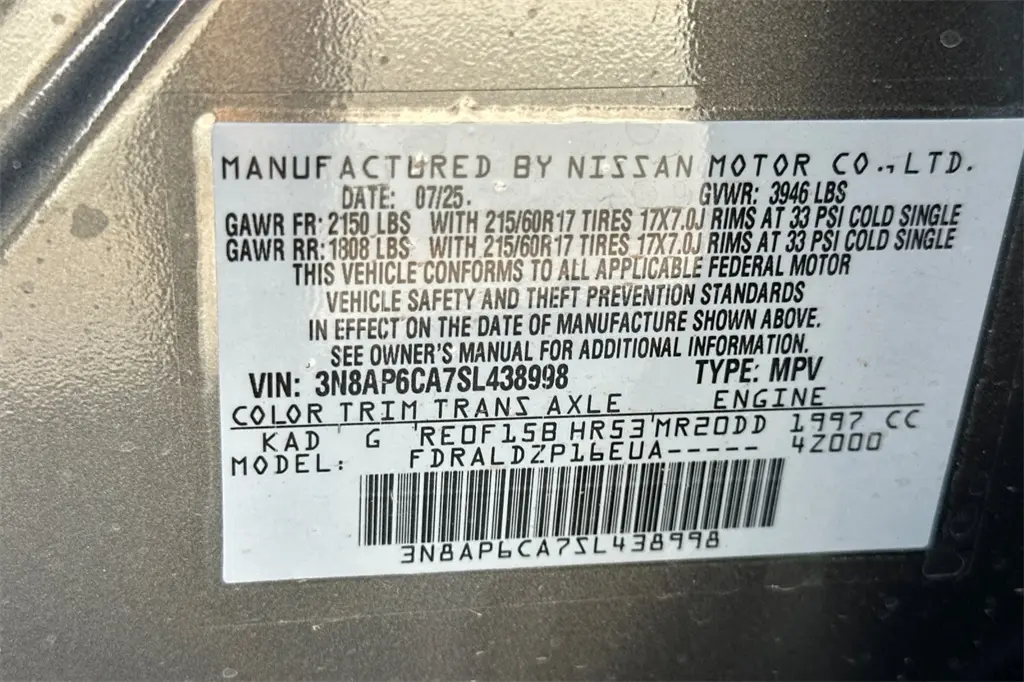 MANUFACTURED BY NISSAN MOTOR CO.,LTD.
DATE: 07/25. GVWR: 3946 LBS
GAWR FR: 2150 LBS WITH 215/60R17 TIRES 17X7.0J RIMS AT 33 PSI COLD SINGLE
GAWR RR: 1808 LBS WITH 215/60R17 TIRES 17X7.0J RIMS AT 33 PSI COLD SINGLE
THIS VEHICLE CONFORMS TO ALL APPLICABLE FEDERAL MOTOR
VEHICLE SAFETY AND THEFT PREVENTION STANDARDS
IN EFFECT ON THE DATE OF MANUFACTURE SHOWN ABOVE.
SEE OWNER'S MANUAL FOR ADDITIONAL INFORMATION.
VIN: 3N8AP6CA7SL438998 TYPE: MPV
COLOR TRIM TRANS AXLE ENGINE
KAD G RE0F15B HR53 MR20DD 1997 CC
MODEL: FDRALDZP16EUA----- 4Z000
3N8AP6CA7SL438998